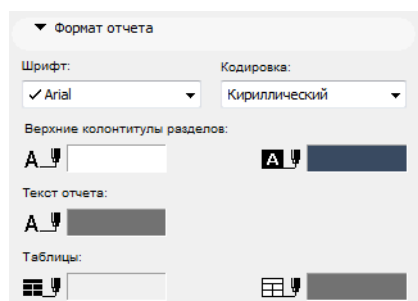 Формат отчета
Шрифт: Кодировка:
Arial Кириллический
Верхние колонтитулы разделов:
Текст отчета:
Таблицы: